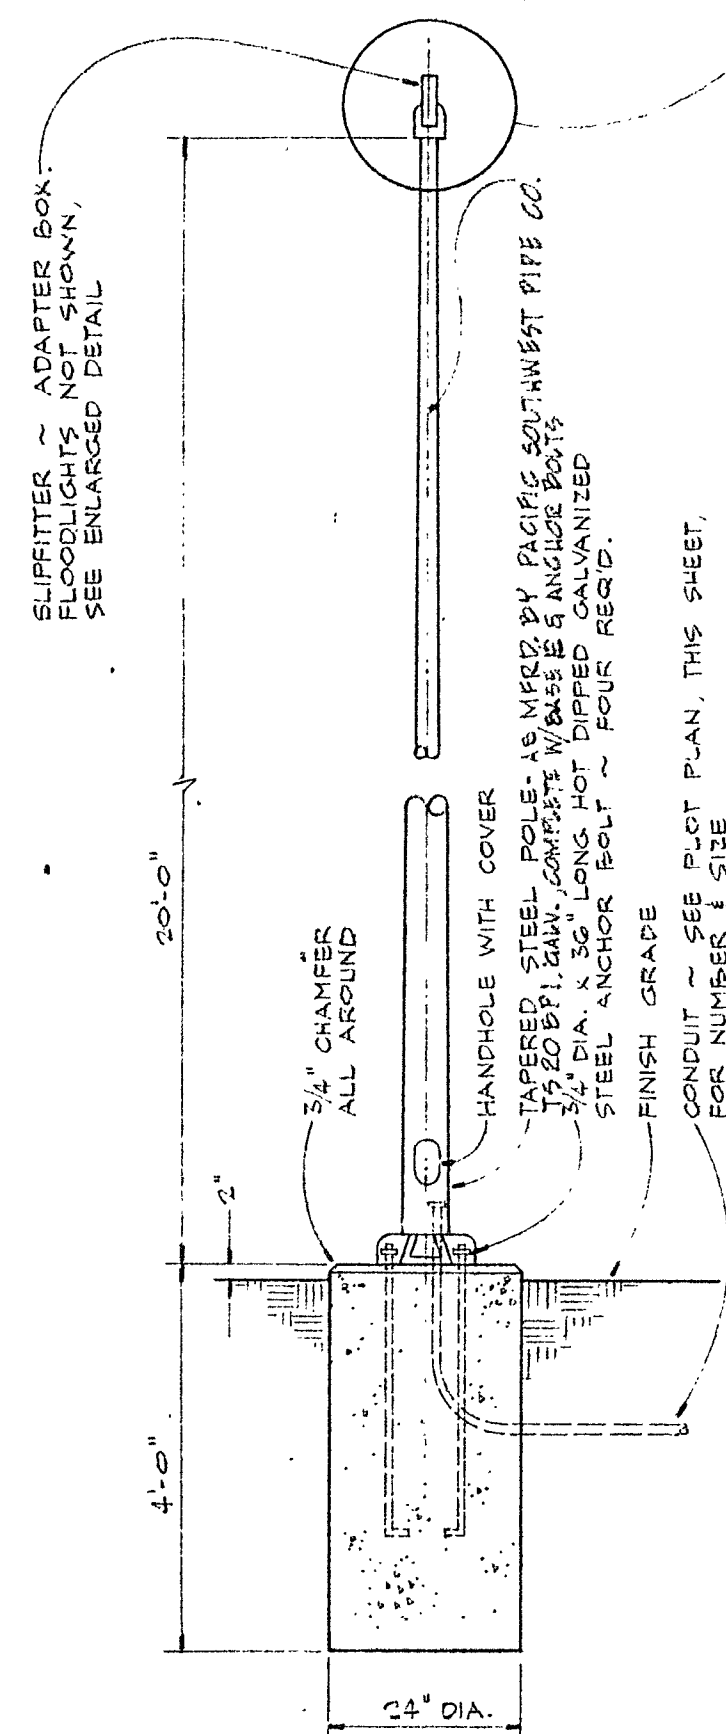 SLIPFITTER ~ ADAPTER BOX.
FLOODLIGHTS NOT SHOWN,
SEE ENLARGED DETAIL
20'-0"
3/4" CHAMFER
ALL AROUND
2"
4'-0"
24" DIA.
HANDHOLE WITH COVER
TAPERED STEEL POLE - AS MFRD. BY PACIFIC SOUTHWEST PIPE CO.
GALV., COMPLETE W/ BASE & ANCHOR BOLTS
3/4" DIA. x 36" LONG HOT DIPPED GALVANIZED
STEEL ANCHOR BOLT ~ FOUR REQ'D.
FINISH GRADE
CONDUIT ~ SEE PLOT PLAN, THIS SHEET,
FOR NUMBER & SIZE